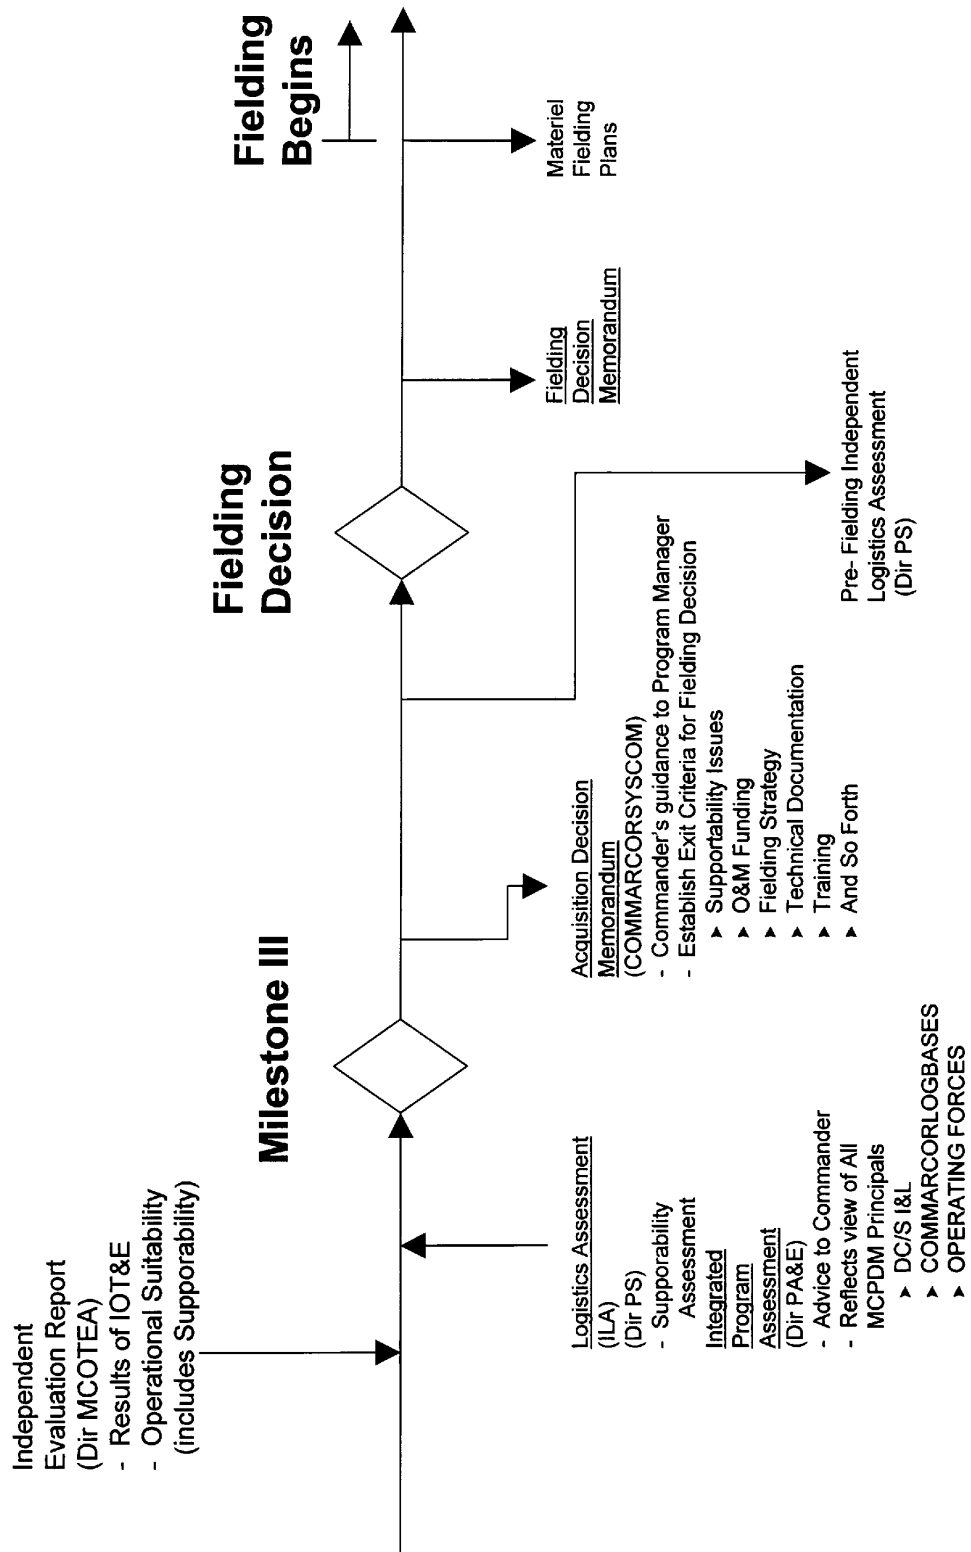 Independent
Evaluation Report
(Dir MCOTEA)
- Results of IOT&E
- Operational Suitability
(includes Supporability)
Milestone III
Fielding
Decision
Fielding
Begins
Logistics Assessment
(ILA)
(Dir PS)
- Supporability
Assessment
Integrated
Program
Assessment
(Dir PA&E)
- Advice to Commander
- Reflects view of All
MCPDM Principals
➤ DC/S I&L
➤ COMMARCORLOGBASES
➤ OPERATING FORCES
Acquisition Decision
Memorandum
(COMMARCORSYSCOM)
- Commander's guidance to Program Manager
- Establish Exit Criteria for Fielding Decision
➤ Supportability Issues
➤ O&M Funding
➤ Fielding Strategy
➤ Technical Documentation
➤ Training
➤ And So Forth
Pre- Fielding Independent
Logistics Assessment
(Dir PS)
Fielding
Decision
Memorandum
Materiel
Fielding
Plans